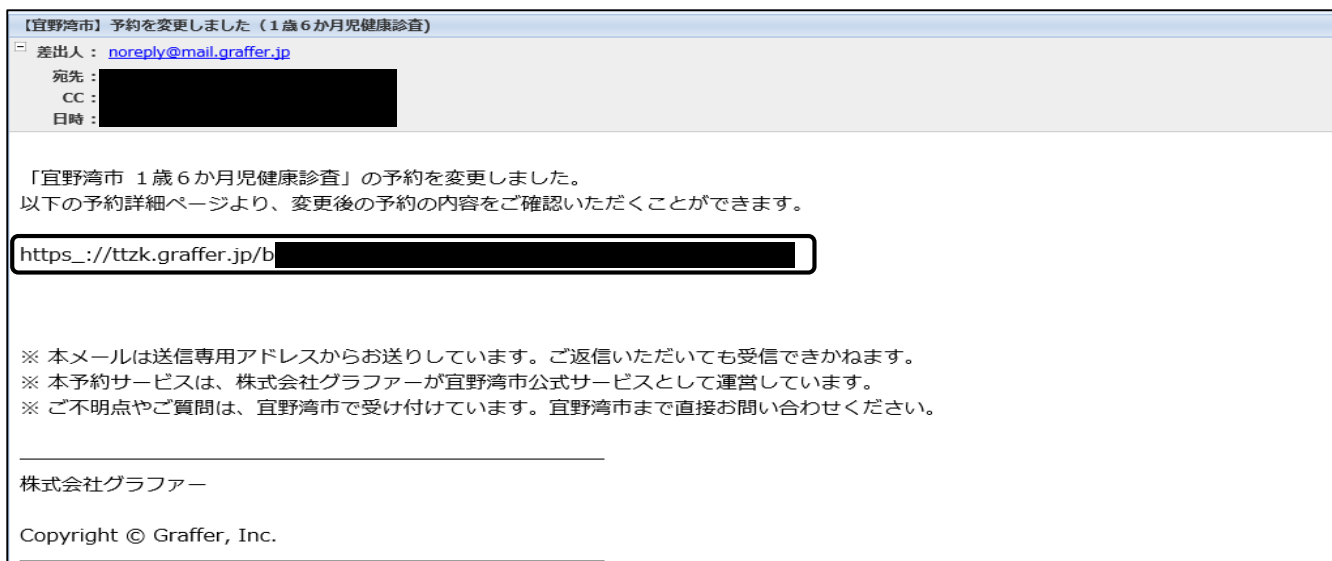 【宜野湾市】予約を変更しました（１歳６か月児健康診査)
差出人： noreply@mail.graffer.jp
宛先：
CC：
日時：
「宜野湾市 １歳６か月児健康診査」の予約を変更しました。
以下の予約詳細ページより、変更後の予約の内容をご確認いただくことができます。
https_://ttzk.graffer.jp/b
※ 本メールは送信専用アドレスからお送りしています。ご返信いただいても受信できかねます。
※ 本予約サービスは、株式会社グラファーが宜野湾市公式サービスとして運営しています。
※ ご不明点やご質問は、宜野湾市で受け付けています。宜野湾市まで直接お問い合わせください。
株式会社グラファー
Copyright © Graffer, Inc.